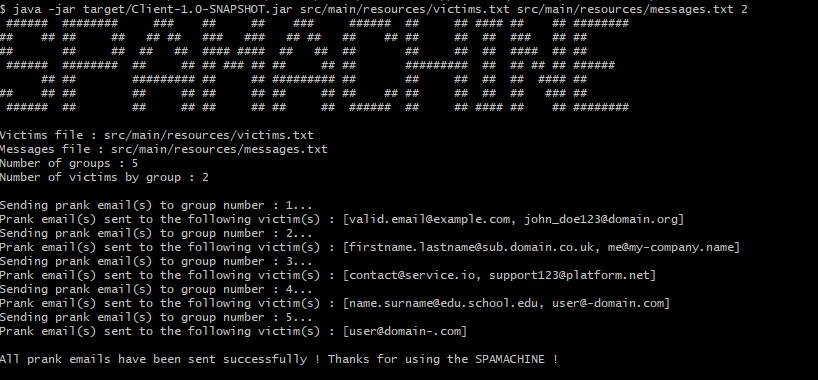 $ java -jar target/Client-1.0-SNAPSHOT.jar src/main/resources/victims.txt src/main/resources/messages.txt 2
SPAMACHINE
Victims file : src/main/resources/victims.txt
Messages file : src/main/resources/messages.txt
Number of groups : 5
Number of victims by group : 2
Sending prank email(s) to group number : 1...
Prank email(s) sent to the following victim(s) : [valid.email@example.com, john_doe123@domain.org]
Sending prank email(s) to group number : 2...
Prank email(s) sent to the following victim(s) : [firstname.lastname@sub.domain.co.uk, me@my-company.name]
Sending prank email(s) to group number : 3...
Prank email(s) sent to the following victim(s) : [contact@service.io, support123@platform.net]
Sending prank email(s) to group number : 4...
Prank email(s) sent to the following victim(s) : [name.surname@edu.school.edu, user@-domain.com]
Sending prank email(s) to group number : 5...
Prank email(s) sent to the following victim(s) : [user@domain-.com]
All prank emails have been sent successfully ! Thanks for using the SPAMACHINE !